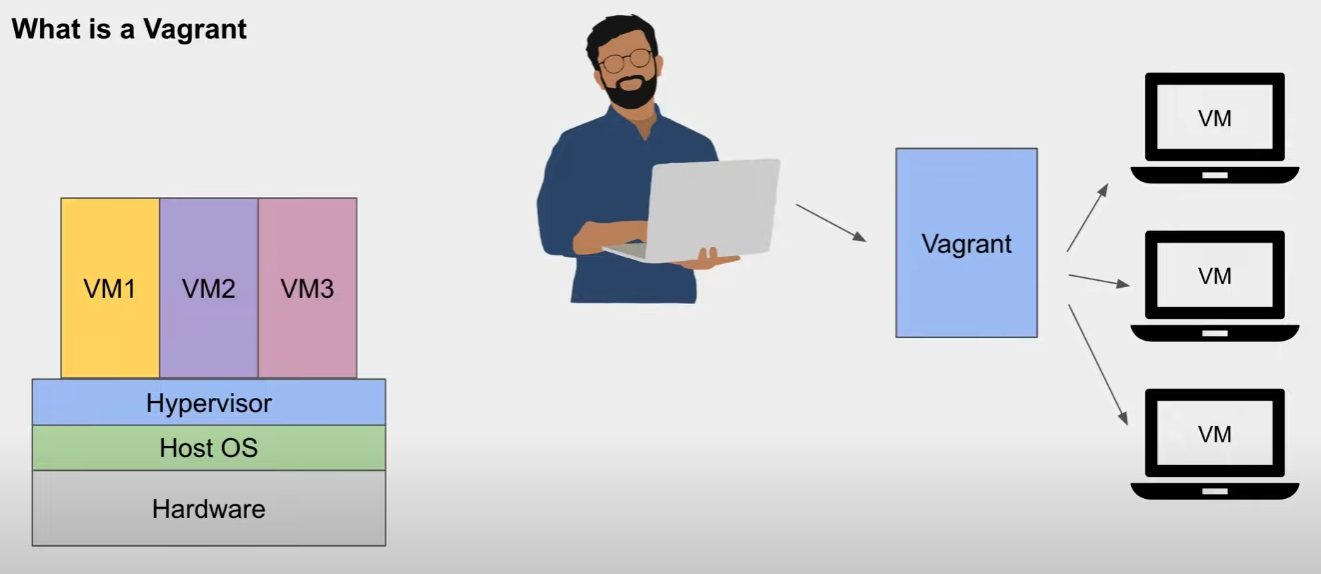 What is a Vagrant
VM1 VM2 VM3
Hypervisor
Host OS
Hardware
Vagrant
VM
VM
VM